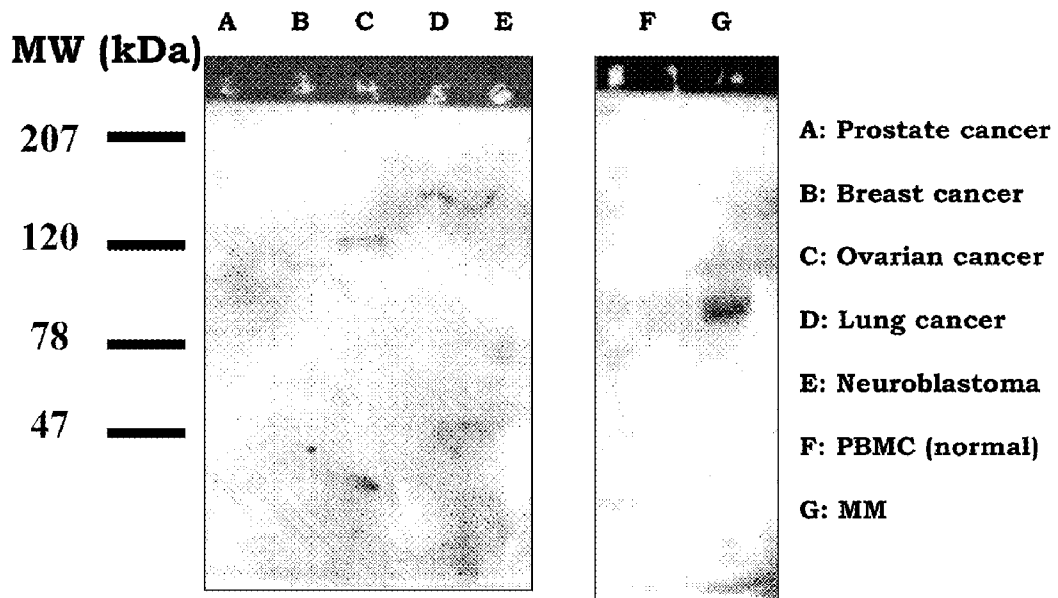 A B C D E F G
MW (kDa)
207
120
78
47
A: Prostate cancer
B: Breast cancer
C: Ovarian cancer
D: Lung cancer
E: Neuroblastoma
F: PBMC (normal)
G: MM